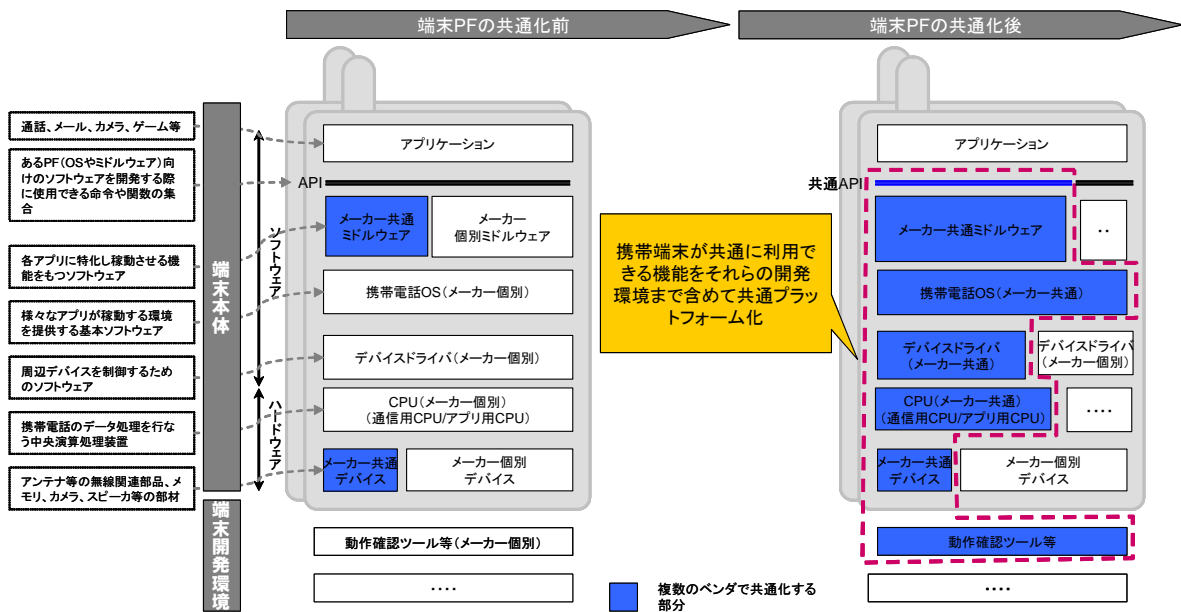 端末PFの共通化前
端末PFの共通化後
通話、メール、カメラ、ゲーム等
あるPF(OSやミドルウェア)向
けのソフトウェアを開発する際
に使用できる命令や関数の集
合
各アプリに特化し稼動させる機
能をもつソフトウェア
様々なアプリが稼動する環境
を提供する基本ソフトウェア
周辺デバイスを制御するため
のソフトウェア
携帯電話のデータ処理を行な
う中央演算処理装置
アンテナ等の無線関連部品、メ
モリ、カメラ、スピーカ等の部材
端末本体
端末開発環境
ソフトウェア
ハードウェア
アプリケーション
API
メーカー共通
ミドルウェア
メーカー
個別ミドルウェア
携帯電話OS(メーカー個別)
デバイスドライバ(メーカー個別)
CPU(メーカー個別)
(通信用CPU/アプリ用CPU)
メーカー共通
デバイス
メーカー個別
デバイス
動作確認ツール等(メーカー個別)
‥‥
携帯端末が共通に利用で
きる機能をそれらの開発
環境まで含めて共通プラッ
トフォーム化
アプリケーション
共通API
メーカー共通ミドルウェア
‥
携帯電話OS(メーカー共通)
デバイスドライバ
(メーカー共通)
デバイスドライバ
(メーカー個別)
CPU(メーカー共通)
(通信用CPU/アプリ用CPU)
‥‥
メーカー共通
デバイス
メーカー個別
デバイス
動作確認ツール等
‥‥
複数のベンダで共通化する
部分